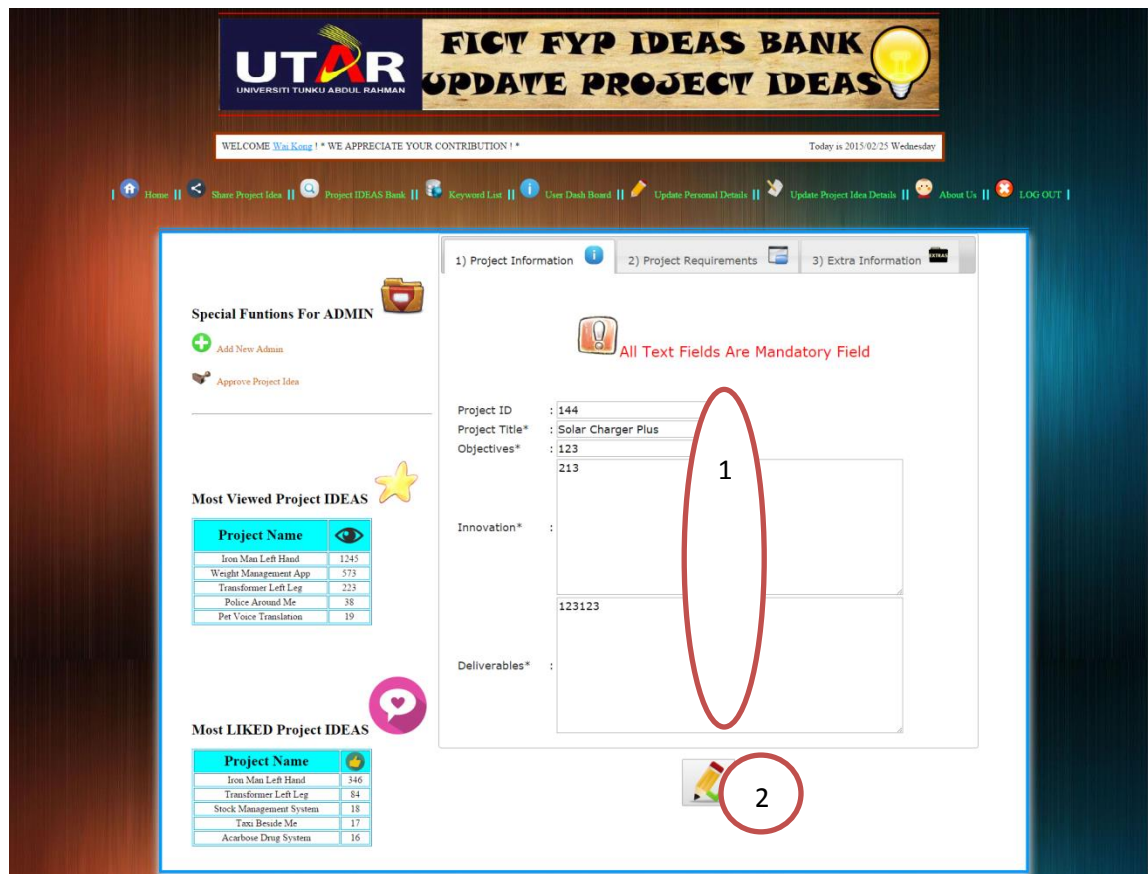 UTAR
UNIVERSITI TUNKU ABDUL RAHMAN
FICT FYP IDEAS BANK
UPDATE PROJECT IDEAS
WELCOME Wai Kong ! * WE APPRECIATE YOUR CONTRIBUTION ! *
Today is 2015/02/25 Wednesday
| Home || Share Project Idea || Project IDEAS Bank || Keyword List || User Dash Board || Update Personal Details || Update Project Idea Details || About Us || LOG OUT |
Special Funtions For ADMIN
Add New Admin
Approve Project Idea
Most Viewed Project IDEAS
Project Name
Iron Man Left Hand 1245
Weight Management App 573
Transformer Left Leg 223
Police Around Me 38
Pet Voice Translation 19
Most LIKED Project IDEAS
Project Name
Iron Man Left Hand 346
Transformer Left Leg 84
Stock Management System 18
Taxi Beside Me 17
Acarbose Drug System 16
1) Project Information
2) Project Requirements
3) Extra Information
EXTRAS
All Text Fields Are Mandatory Field
Project ID : 144
Project Title* : Solar Charger Plus
Objectives* : 123
Innovation* : 213
Deliverables* : 123123
1
2